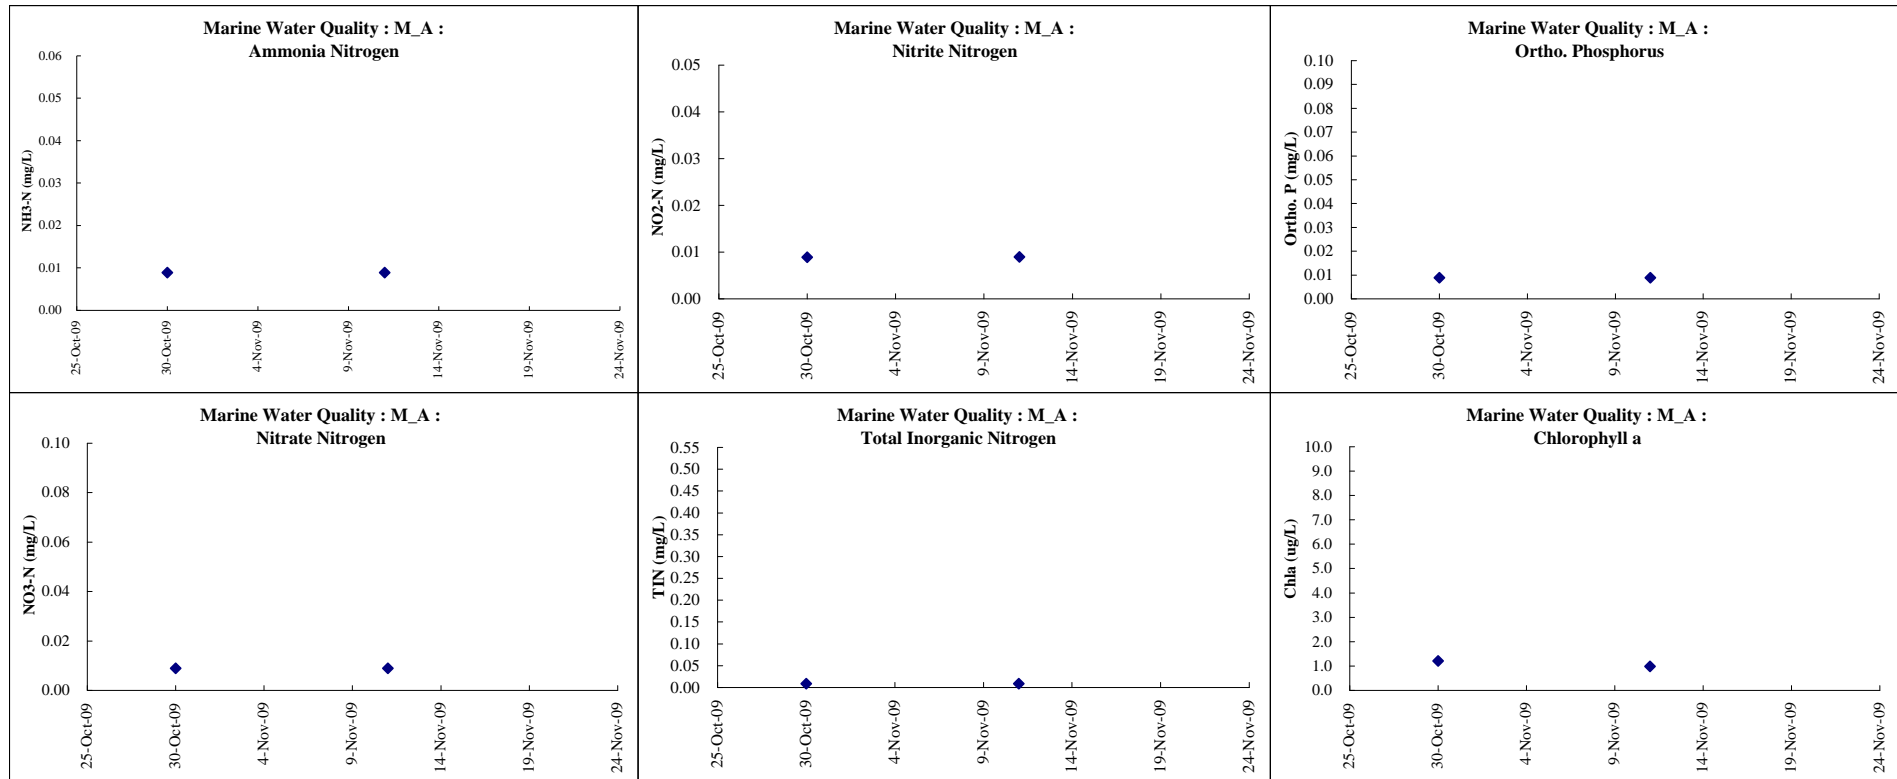 Marine Water Quality : M_A :
Ammonia Nitrogen
0.06
0.05
0.04
0.03
0.02
0.01
0.00
NH3-N (mg/L)
25-Oct-09
30-Oct-09
4-Nov-09
9-Nov-09
14-Nov-09
19-Nov-09
24-Nov-09
Marine Water Quality : M_A :
Nitrite Nitrogen
0.05
0.04
0.03
0.02
0.01
0.00
NO2-N (mg/L)
25-Oct-09
30-Oct-09
4-Nov-09
9-Nov-09
14-Nov-09
19-Nov-09
24-Nov-09
Marine Water Quality : M_A :
Ortho. Phosphorus
0.10
0.09
0.08
0.07
0.06
0.05
0.04
0.03
0.02
0.01
0.00
Ortho. P (mg/L)
25-Oct-09
30-Oct-09
4-Nov-09
9-Nov-09
14-Nov-09
19-Nov-09
24-Nov-09
Marine Water Quality : M_A :
Nitrate Nitrogen
0.10
0.08
0.06
0.04
0.02
0.00
NO3-N (mg/L)
25-Oct-09
30-Oct-09
4-Nov-09
9-Nov-09
14-Nov-09
19-Nov-09
24-Nov-09
Marine Water Quality : M_A :
Total Inorganic Nitrogen
0.55
0.50
0.45
0.40
0.35
0.30
0.25
0.20
0.15
0.10
0.05
0.00
TIN (mg/L)
25-Oct-09
30-Oct-09
4-Nov-09
9-Nov-09
14-Nov-09
19-Nov-09
24-Nov-09
Marine Water Quality : M_A :
Chlorophyll a
10.0
9.0
8.0
7.0
6.0
5.0
4.0
3.0
2.0
1.0
0.0
Chla (ug/L)
25-Oct-09
30-Oct-09
4-Nov-09
9-Nov-09
14-Nov-09
19-Nov-09
24-Nov-09